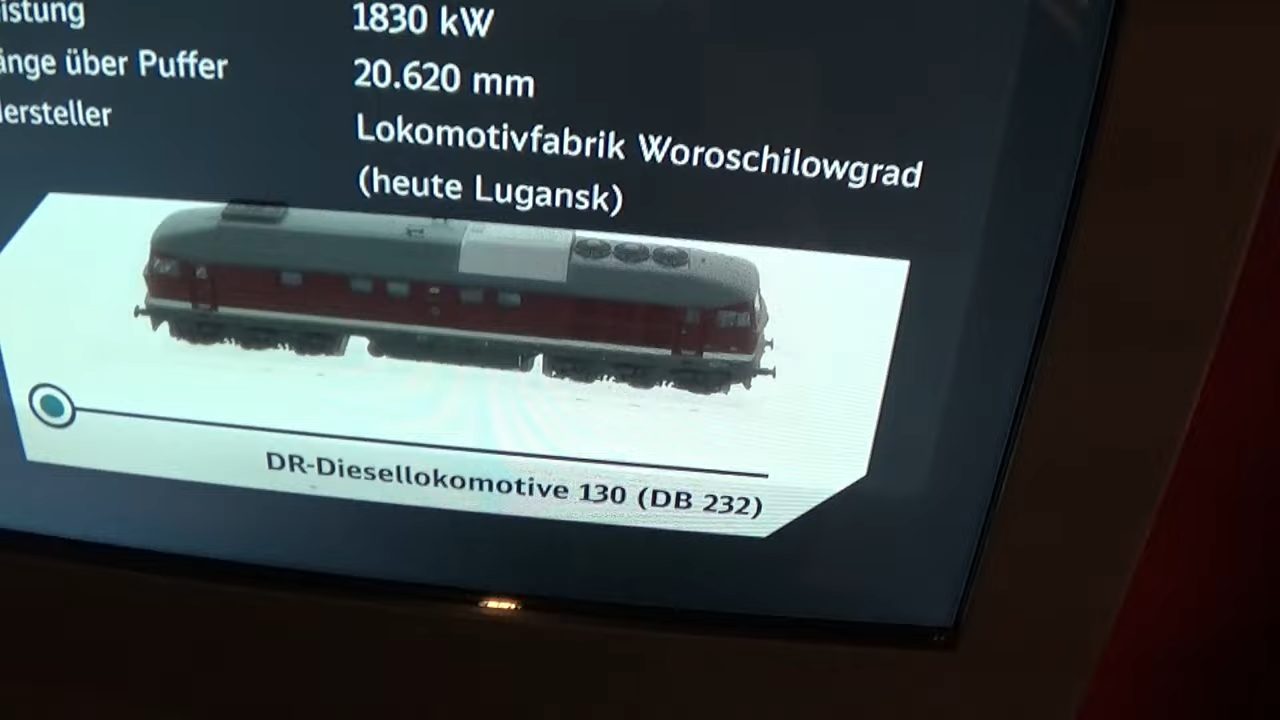 istung 1830 kW
änge über Puffer 20.620 mm
ersteller Lokomotivfabrik Woroschilowgrad
(heute Lugansk)
DR-Diesellokomotive 130 (DB 232)